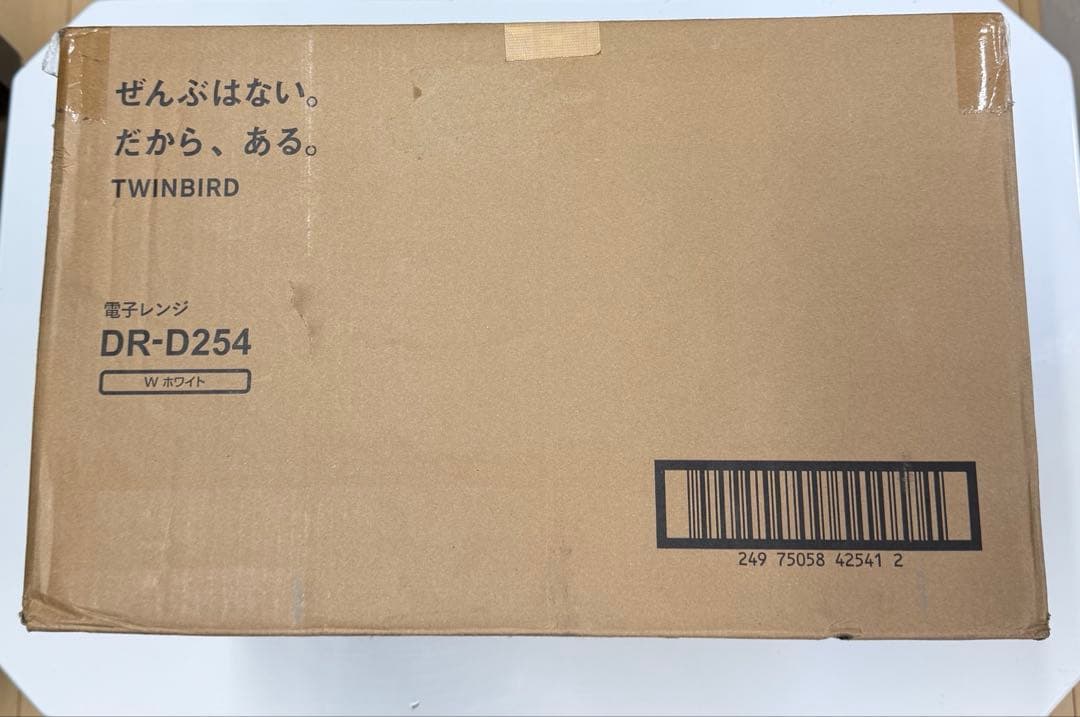 ぜんぶはない。
だから、ある。
TWINBIRD
電子レンジ
DR-D254
W ホワイト
249 75058 42541 2